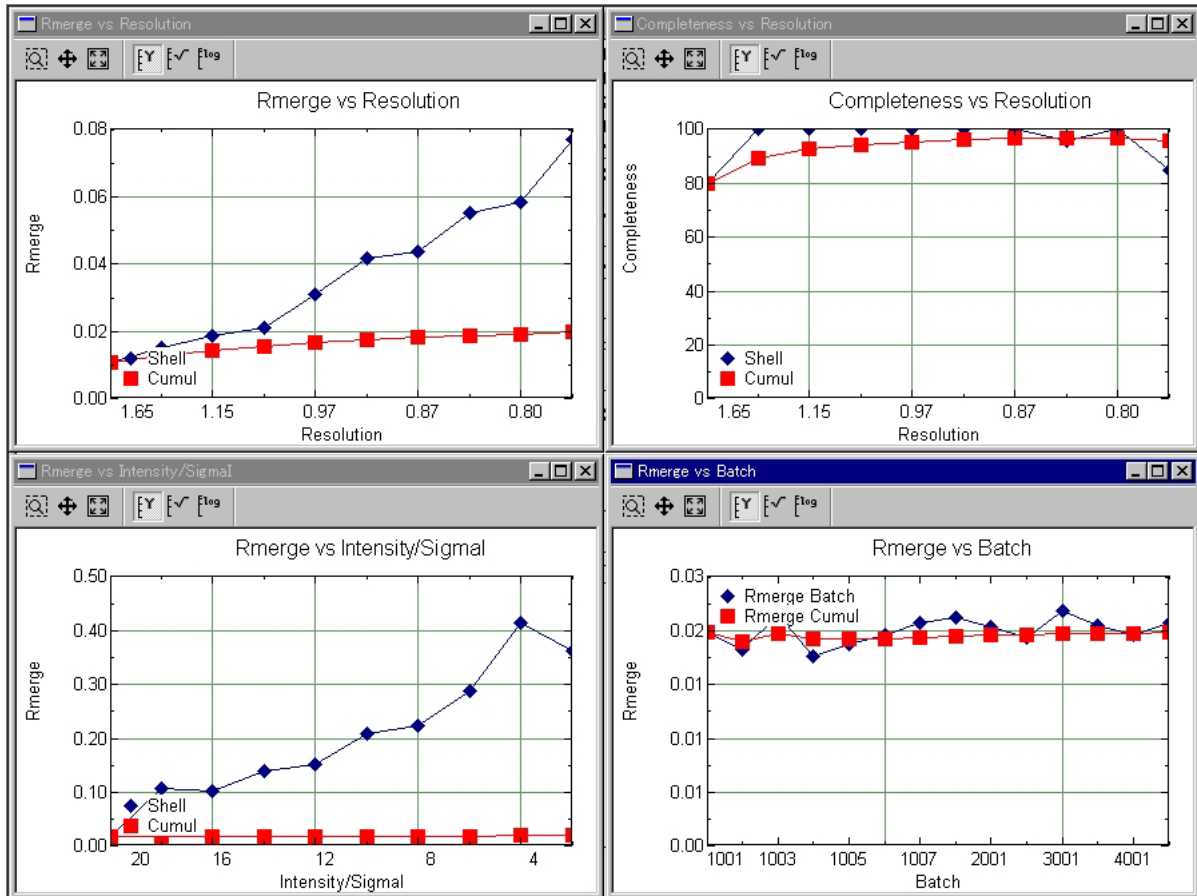 Rmerge vs Resolution
Y √ log
Rmerge vs Resolution
0.08
0.06
0.04
0.02
0.00
Rmerge
Shell
Cumul
1.65 1.15 0.97 0.87 0.80
Resolution
Completeness vs Resolution
Y √ log
Completeness vs Resolution
100
80
60
40
20
0
Completeness
Shell
Cumul
1.65 1.15 0.97 0.87 0.80
Resolution
Rmerge vs Intensity/SigmaI
Y √ log
Rmerge vs Intensity/SigmaI
0.50
0.40
0.30
0.20
0.10
0.00
Rmerge
Shell
Cumul
20 16 12 8 4
Intensity/SigmaI
Rmerge vs Batch
Y √ log
Rmerge vs Batch
0.03
0.02
0.01
0.01
0.01
0.00
Rmerge
Rmerge Batch
Rmerge Cumul
1001 1003 1005 1007 2001 3001 4001
Batch